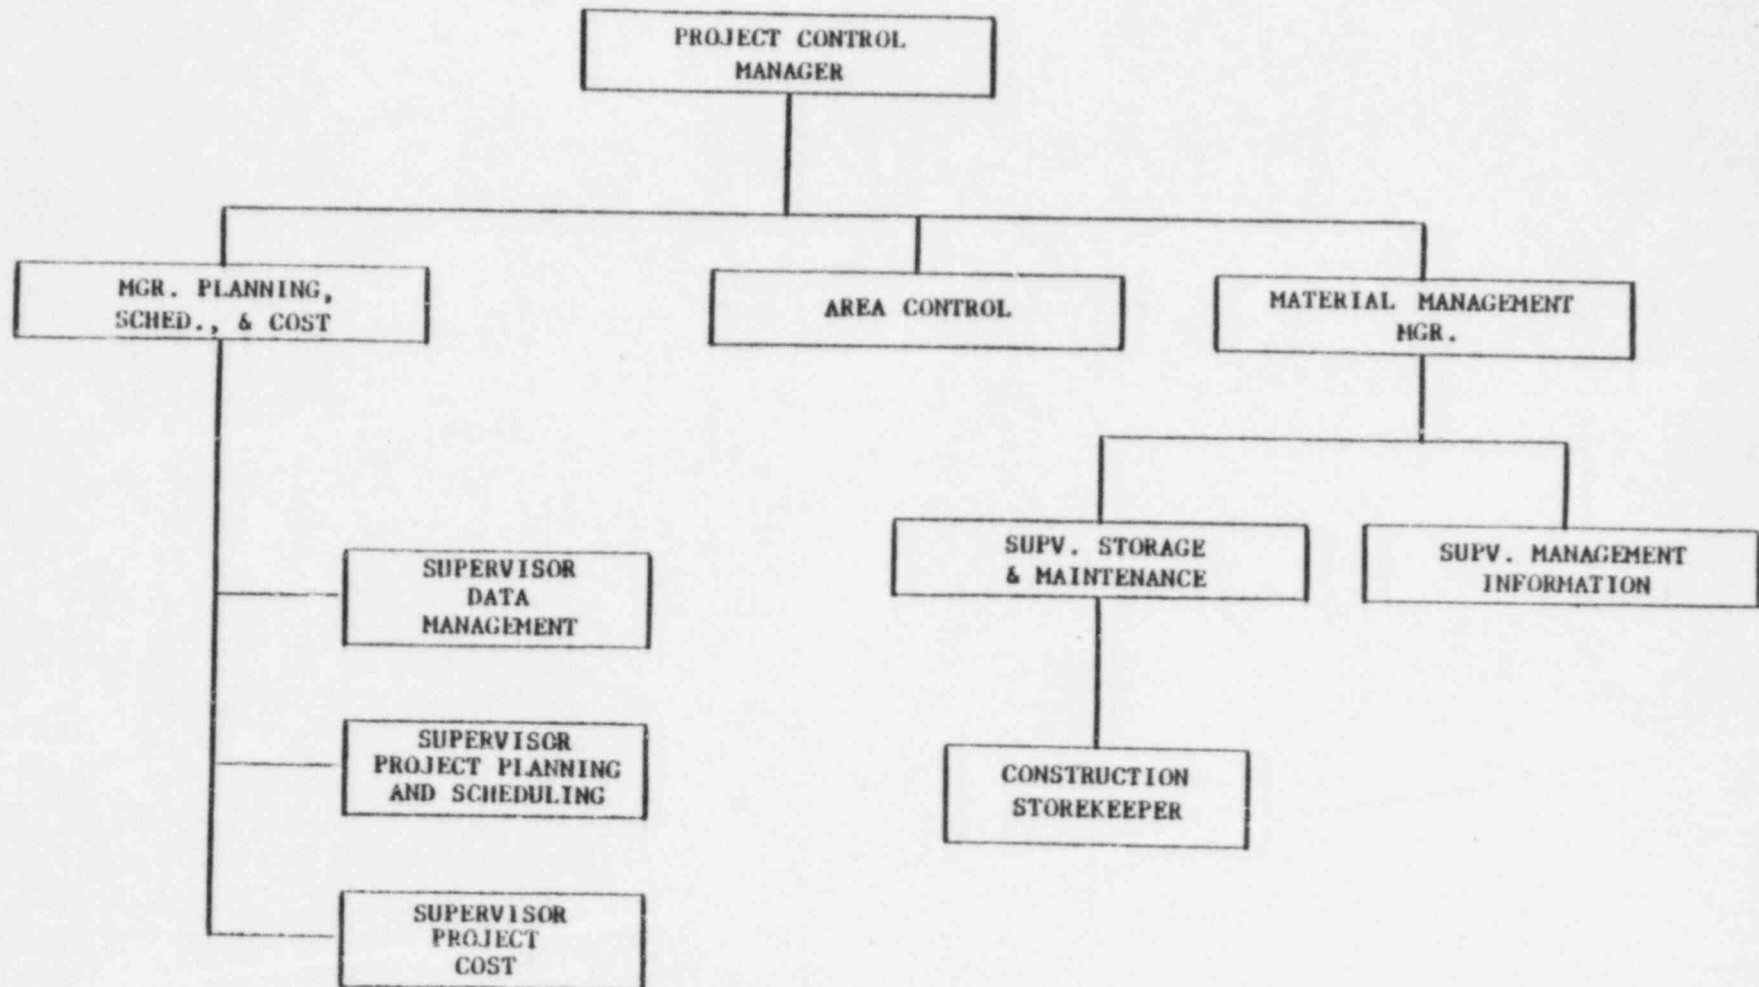 PROJECT CONTROL
MANAGER
MGR. PLANNING,
SCHED., & COST
AREA CONTROL
MATERIAL MANAGEMENT
MGR.
SUPV. STORAGE
& MAINTENANCE
SUPV. MANAGEMENT
INFORMATION
SUPERVISOR
DATA
MANAGEMENT
SUPERVISOR
PROJECT PLANNING
AND SCHEDULING
CONSTRUCTION
STOREKEEPER
SUPERVISOR
PROJECT
COST